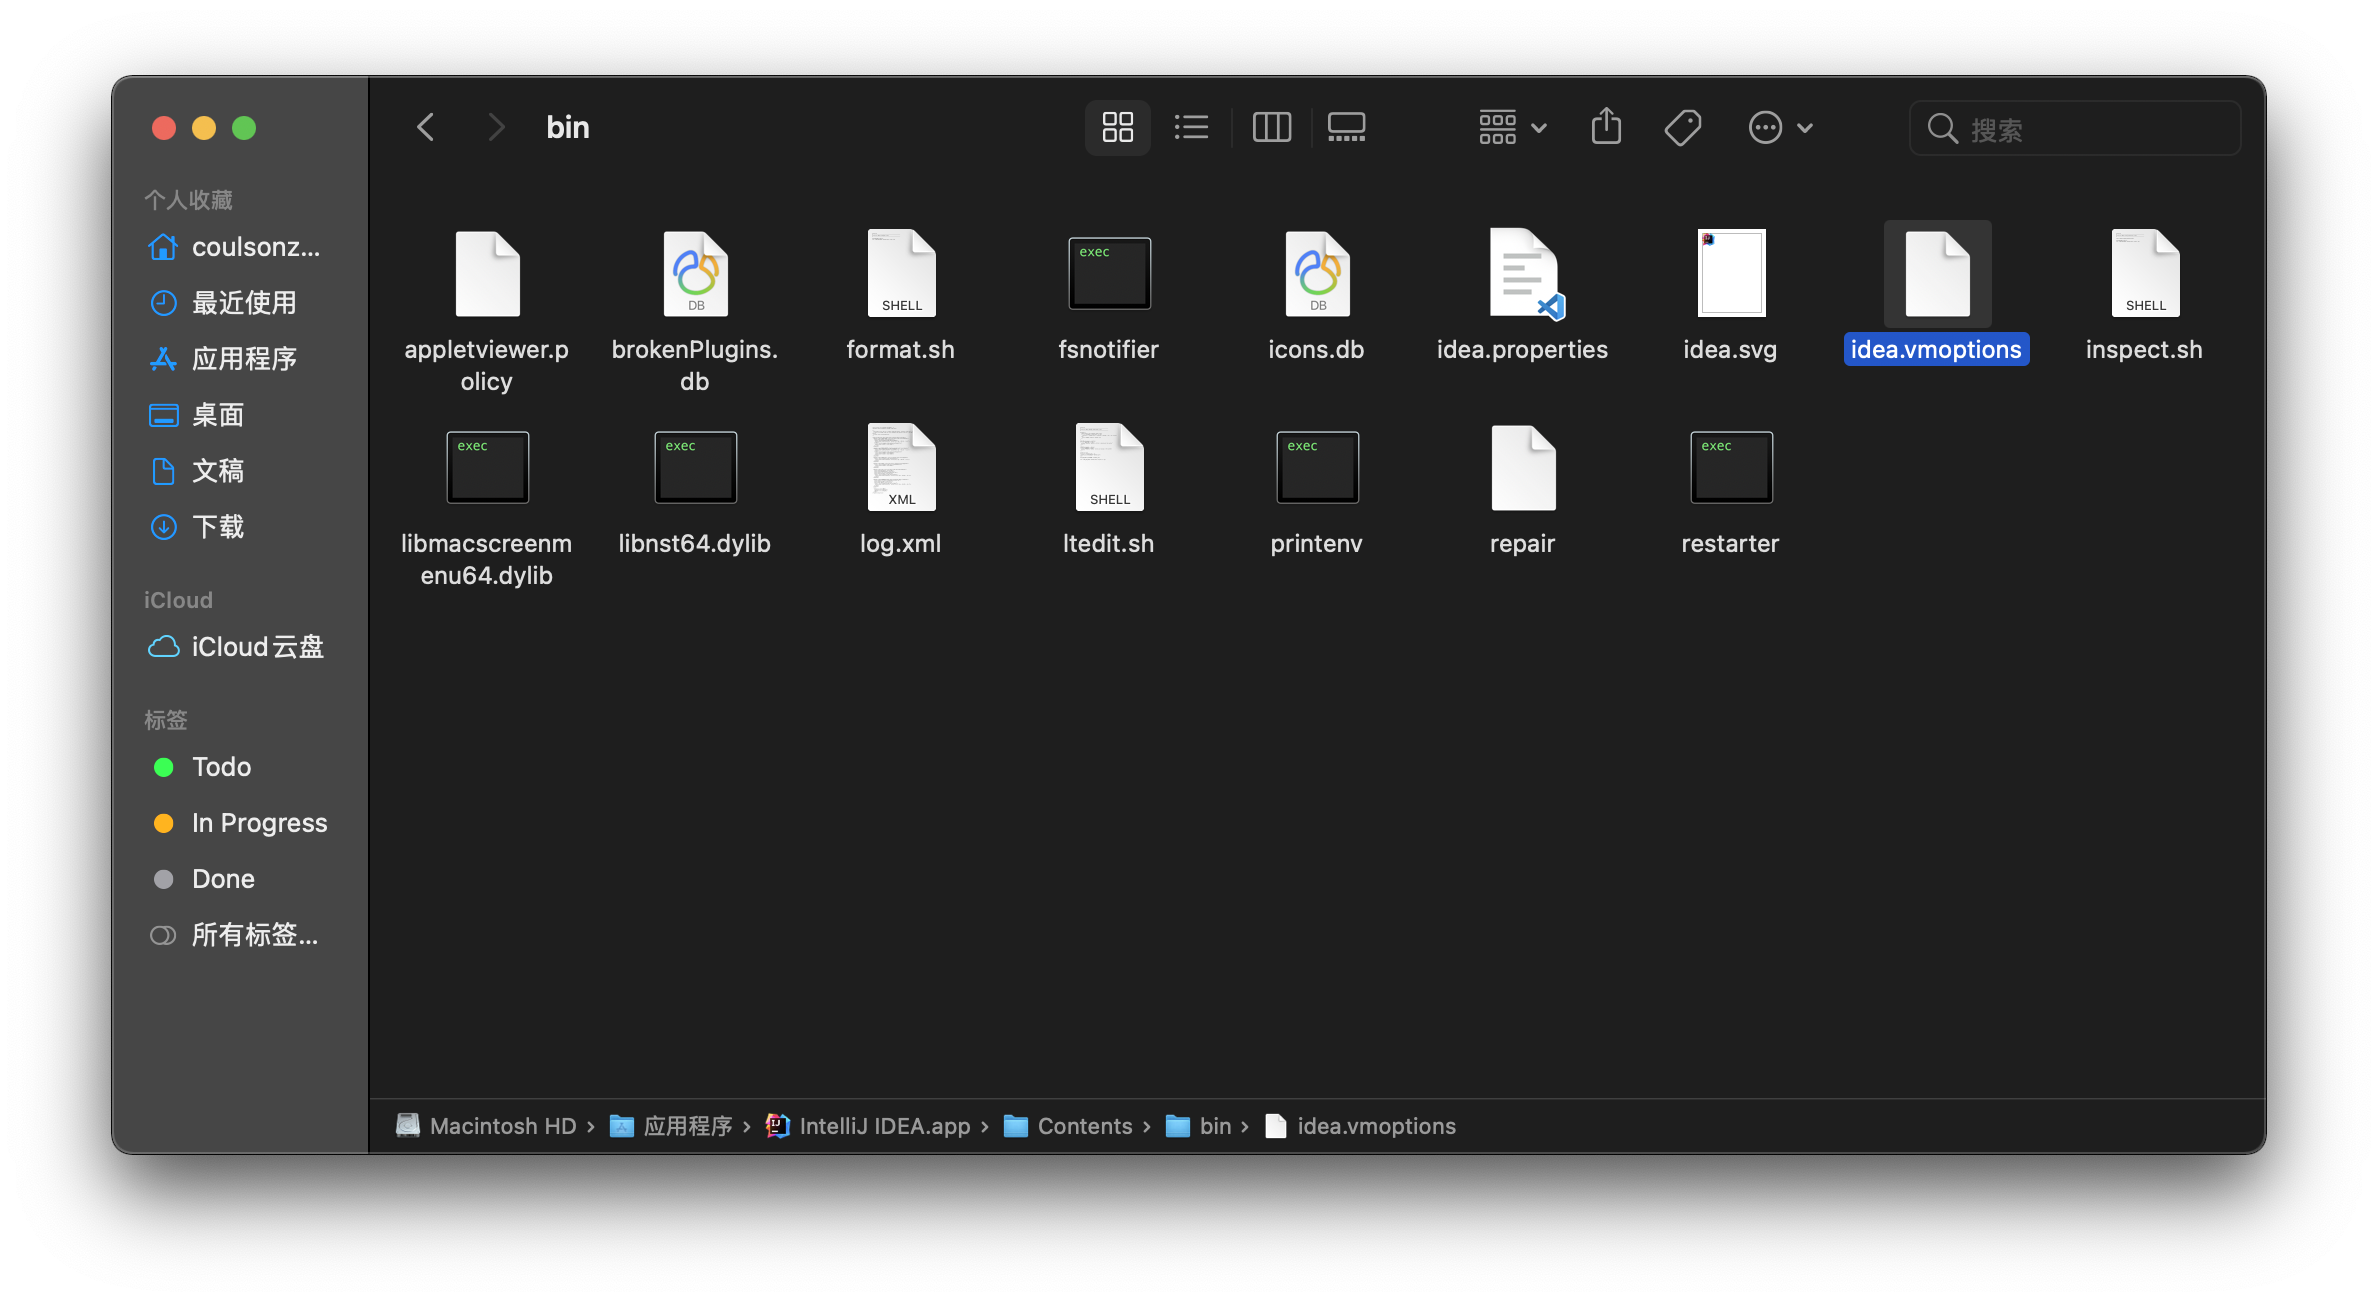 bin
搜索
个人收藏
coulsonz...
最近使用
应用程序
桌面
文稿
下载
iCloud
iCloud云盘
标签
Todo
In Progress
Done
所有标签...
appletviewer.p
olicy
DB
brokenPlugins.
db
SHELL
format.sh
exec
fsnotifier
DB
icons.db
idea.properties
idea.svg
idea.vmoptions
SHELL
inspect.sh
exec
libmacscreenm
enu64.dylib
exec
libnst64.dylib
XML
log.xml
SHELL
ltedit.sh
exec
printenv
repair
exec
restarter
Macintosh HD › 应用程序 › IntelliJ IDEA.app › Contents › bin › idea.vmoptions